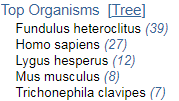 Top Organisms [Tree]
Fundulus heteroclitus (39)
Homo sapiens (27)
Lygus hesperus (12)
Mus musculus (8)
Trichonephila clavipes (7)